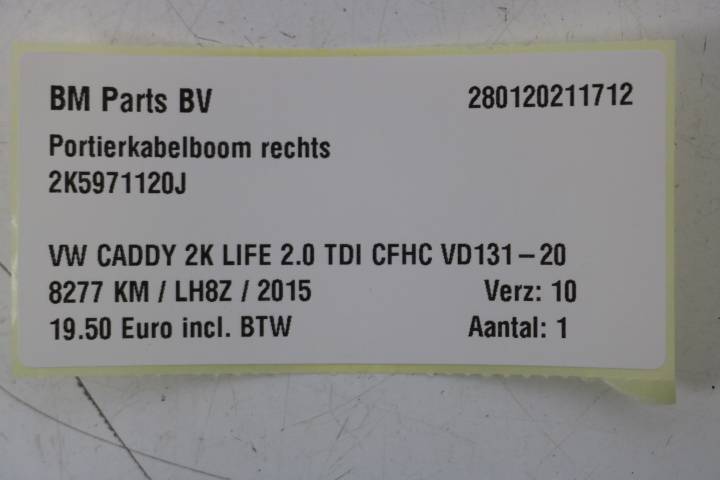 BM Parts BV 280120211712
Portierkabelboom rechts
2K5971120J
VW CADDY 2K LIFE 2.0 TDI CFHC VD131-20
8277 KM / LH8Z / 2015 Verz: 10
19.50 Euro incl. BTW Aantal: 1